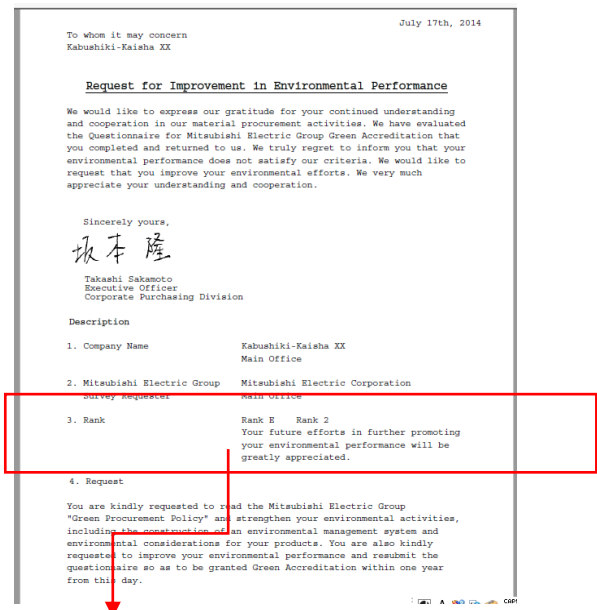 July 17th, 2014
To whom it may concern
Kabushiki-Kaisha XX
Request for Improvement in Environmental Performance
We would like to express our gratitude for your continued understanding
and cooperation in our material procurement activities. We have evaluated
the Questionnaire for Mitsubishi Electric Group Green Accreditation that
you completed and returned to us. We truly regret to inform you that your
environmental performance does not satisfy our criteria. We would like to
request that you improve your environmental efforts. We very much
appreciate your understanding and cooperation.
Sincerely yours,
坂本 隆
Takashi Sakamoto
Executive Officer
Corporate Purchasing Division
Description
1. Company Name Kabushiki-Kaisha XX
Main Office
2. Mitsubishi Electric Group Mitsubishi Electric Corporation
Survey Requester Main Office
3. Rank Rank E Rank 2
Your future efforts in further promoting
your environmental performance will be
greatly appreciated.
4. Request
You are kindly requested to read the Mitsubishi Electric Group
"Green Procurement Policy" and strengthen your environmental activities,
including the construction of an environmental management system and
environmental considerations for your products. You are also kindly
requested to improve your environmental performance and resubmit the
questionnaire so as to be granted Green Accreditation within one year
from this day.
A
CAPS